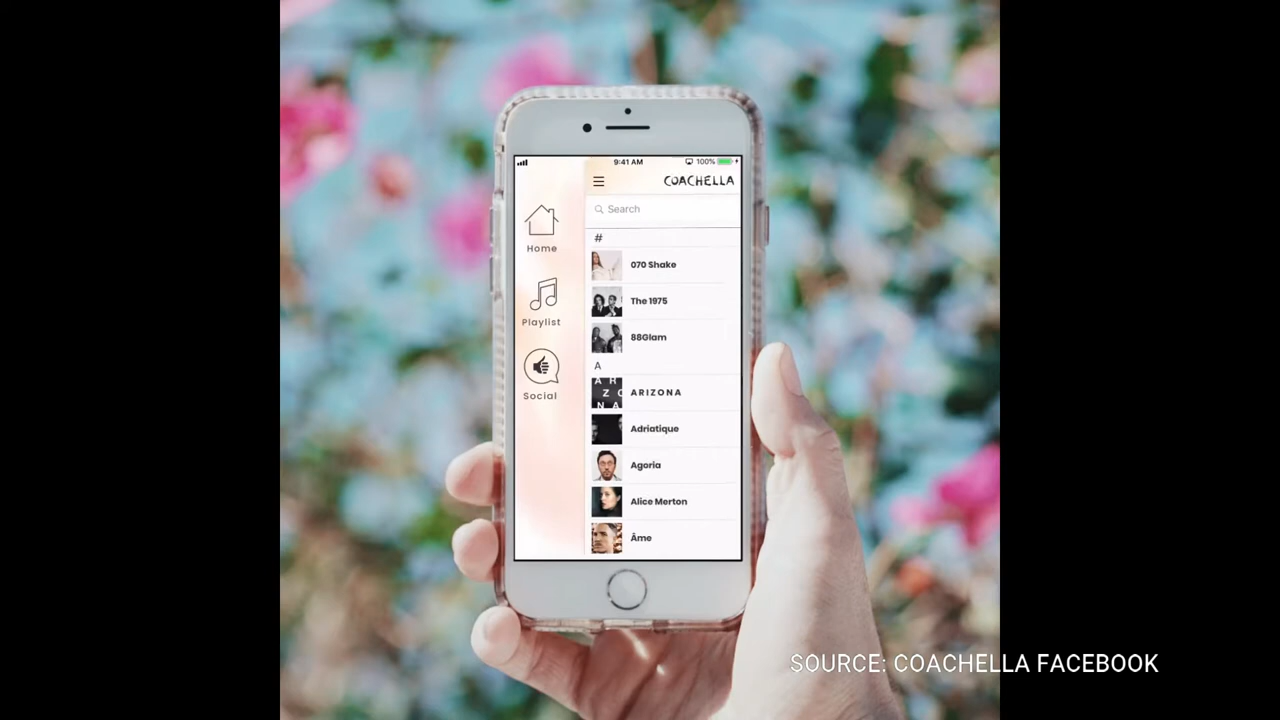 9:41 AM
100%
COACHELLA
Search
Home
Playlist
Social
#
070 Shake
The 1975
88Glam
A
A R
Z O
N A
ARIZONA
Adriatique
Agoria
Alice Merton
Âme
SOURCE: COACHELLA FACEBOOK